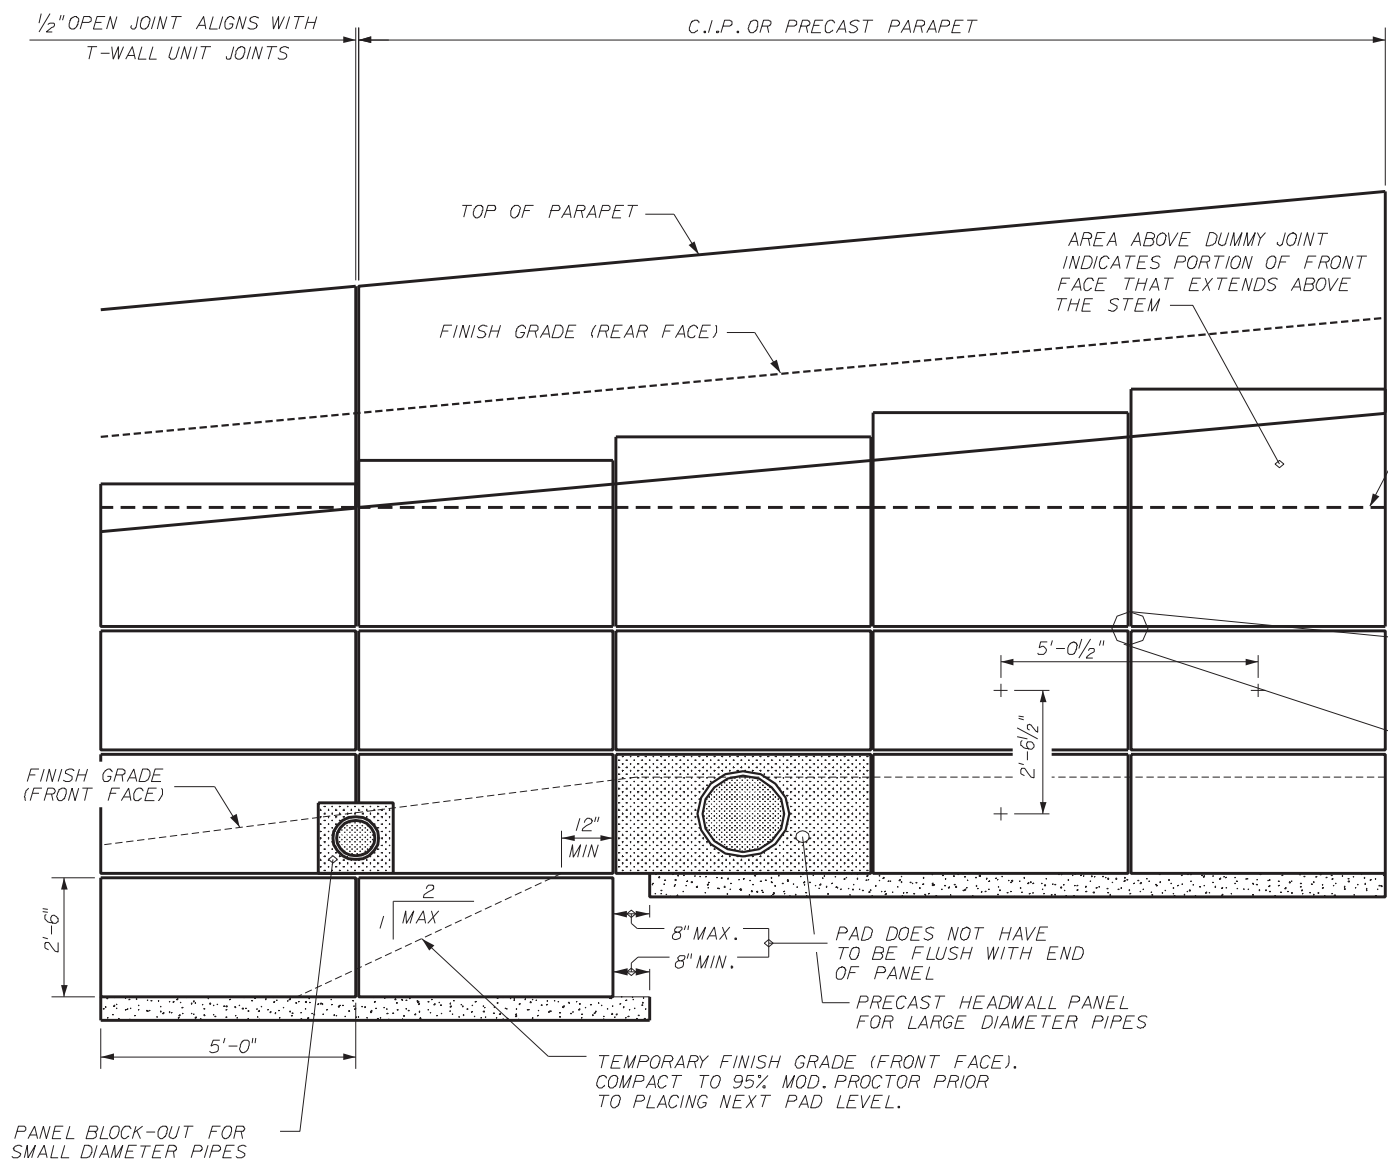 ½" OPEN JOINT ALIGNS WITH
T-WALL UNIT JOINTS
C.I.P. OR PRECAST PARAPET
TOP OF PARAPET
AREA ABOVE DUMMY JOINT
INDICATES PORTION OF FRONT
FACE THAT EXTENDS ABOVE
THE STEM
FINISH GRADE (REAR FACE)
5'-0½"
2'-6½"
FINISH GRADE
(FRONT FACE)
12"
MIN
2
1
MAX
2'-6"
8" MAX.
8" MIN.
PAD DOES NOT HAVE
TO BE FLUSH WITH END
OF PANEL
PRECAST HEADWALL PANEL
FOR LARGE DIAMETER PIPES
5'-0"
TEMPORARY FINISH GRADE (FRONT FACE).
COMPACT TO 95% MOD. PROCTOR PRIOR
TO PLACING NEXT PAD LEVEL.
PANEL BLOCK-OUT FOR
SMALL DIAMETER PIPES